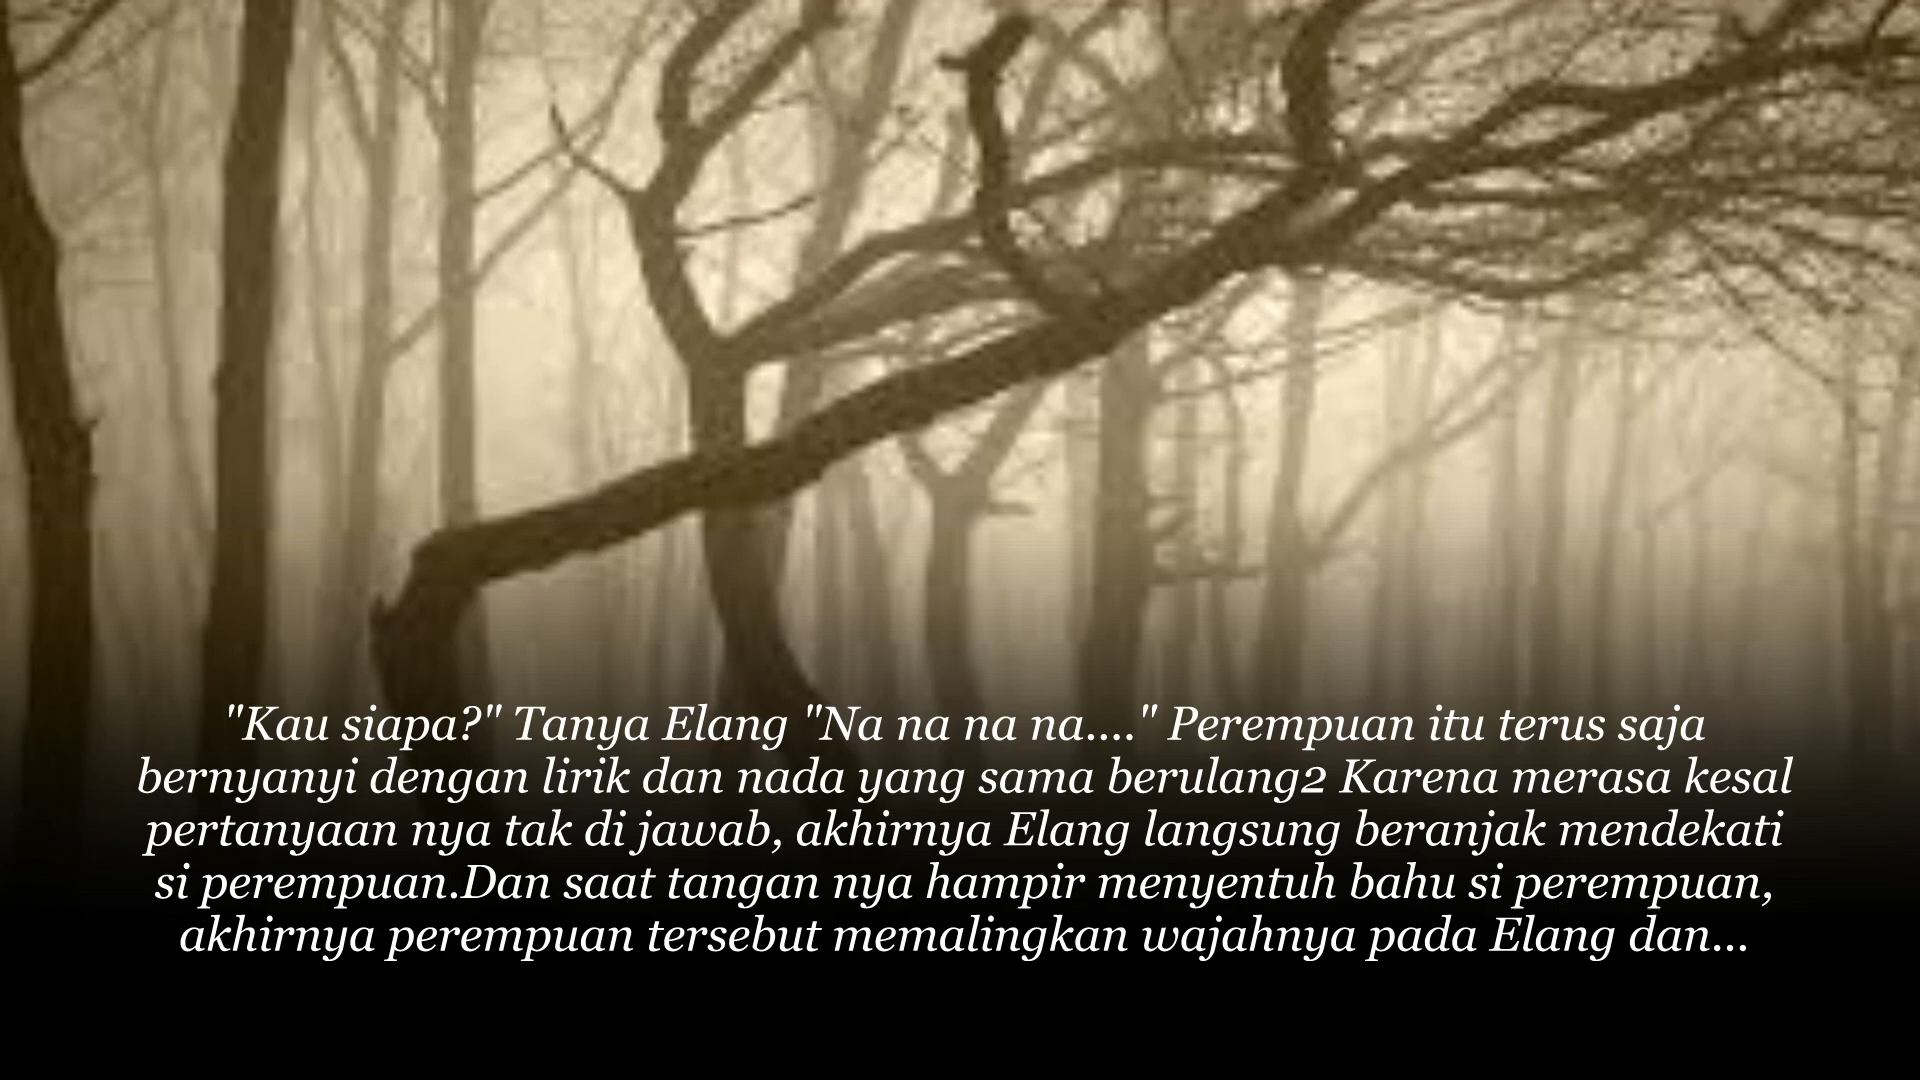 "Kau siapa?" Tanya Elang "Na na na na...." Perempuan itu terus saja
bernyanyi dengan lirik dan nada yang sama berulang2 Karena merasa kesal
pertanyaan nya tak di jawab, akhirnya Elang langsung beranjak mendekati
si perempuan.Dan saat tangan nya hampir menyentuh bahu si perempuan,
akhirnya perempuan tersebut memalingkan wajahnya pada Elang dan...